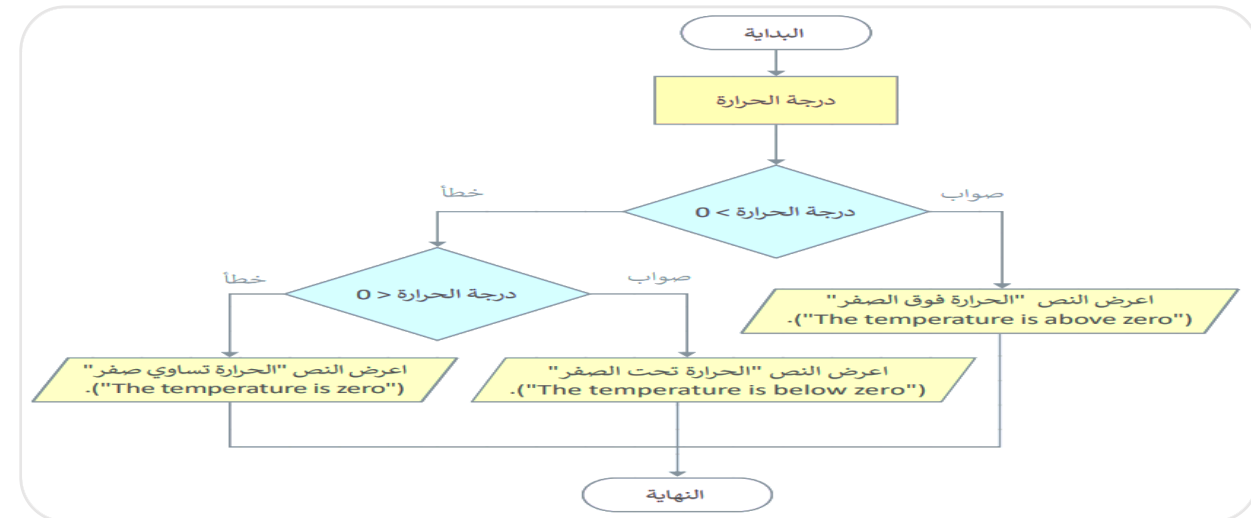 البداية
درجة الحرارة
درجة الحرارة > 0
صواب
خطأ
اعرض النص "الحرارة فوق الصفر"
("The temperature is above zero").
درجة الحرارة < 0
صواب
خطأ
اعرض النص "الحرارة تحت الصفر"
("The temperature is below zero").
اعرض النص "الحرارة تساوي صفر"
("The temperature is zero").
النهاية